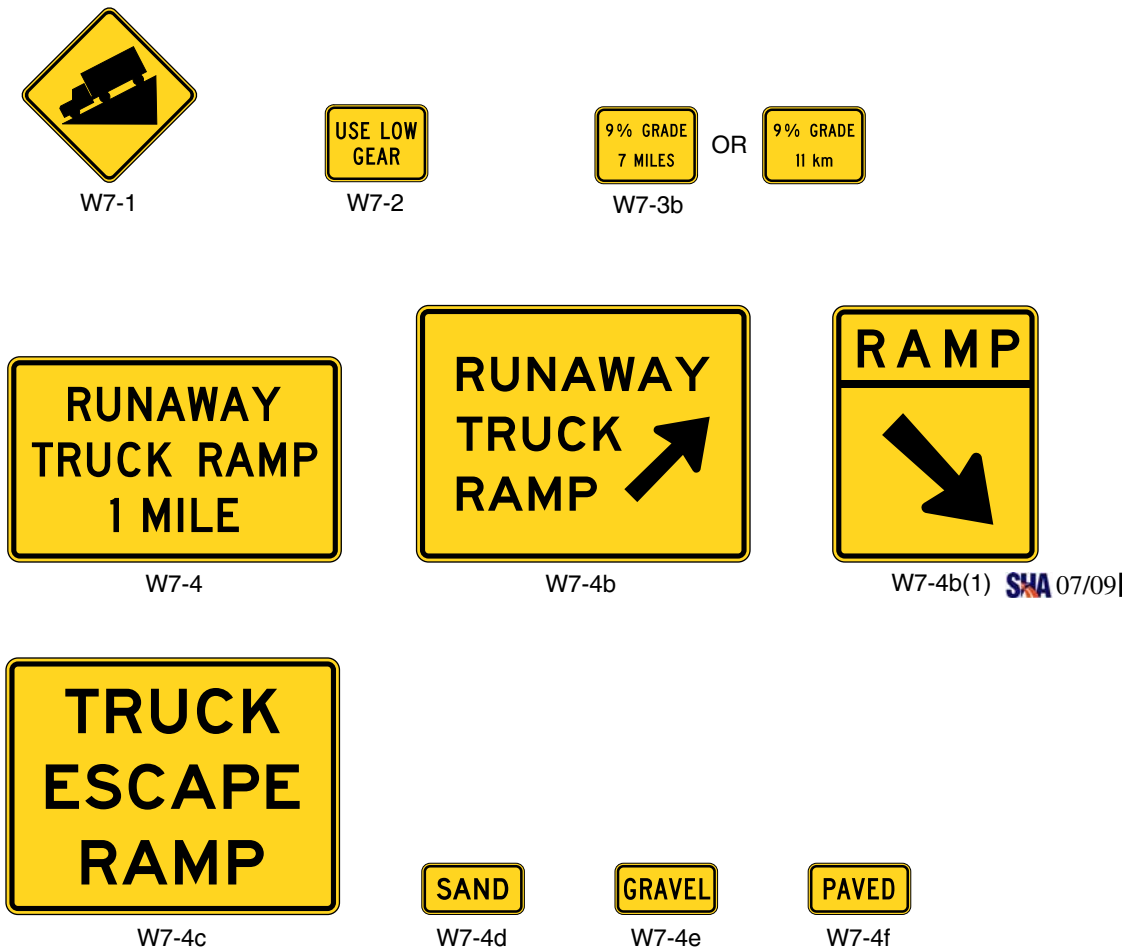 USE LOW
GEAR
9% GRADE
7 MILES
OR
9% GRADE
11 km
W7-1
W7-2
W7-3b
RUNAWAY
TRUCK RAMP
1 MILE
RUNAWAY
TRUCK
RAMP
RAMP
W7-4
W7-4b
W7-4b(1) SHA 07/09
TRUCK
ESCAPE
RAMP
SAND
GRAVEL
PAVED
W7-4c
W7-4d
W7-4e
W7-4f